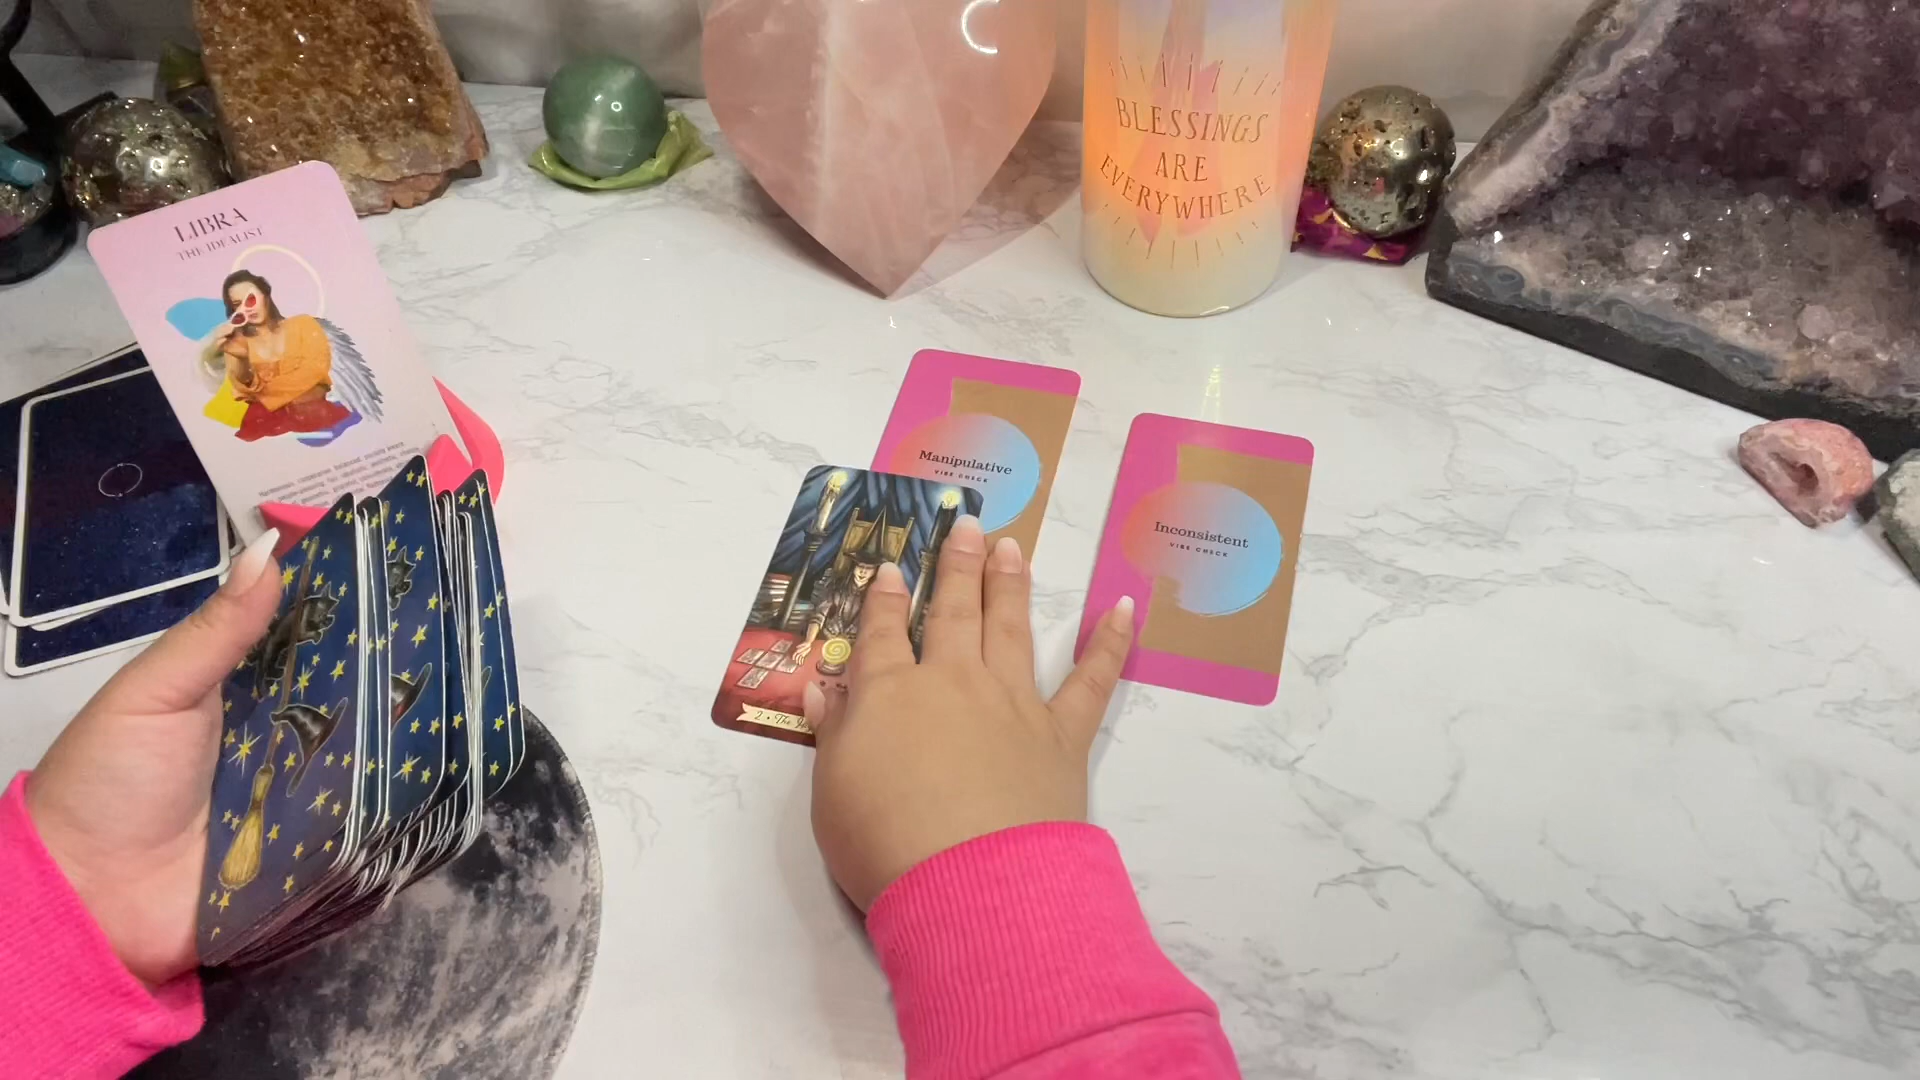 LIBRA
THE IDEALIST
BLESSINGS
ARE
EVERYWHERE
Manipulative
VIBE CHECK
Inconsistent
VIBE CHECK
2 • The